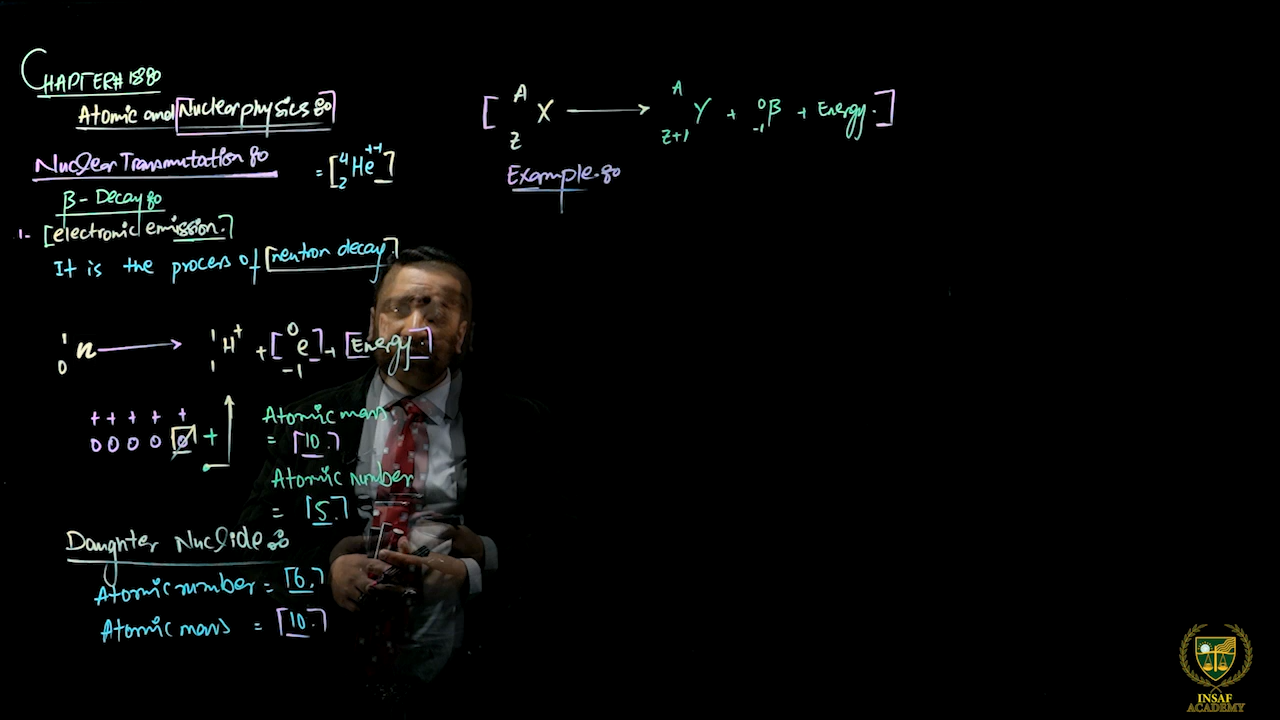 CHAPTER# 18
Atomic and Nuclear physics
Nuclear Transmutation
= [⁴₂He⁺⁺]
β - Decay
1- [electronic emission.]
It is the process of [neutron decay.]
¹₀n ⟶ ¹₁H⁺ + [⁰₋₁e] + [Energy.]
+ + + + +
0 0 0 0 0 +
Atomic mass
= [10.]
Atomic number
= [5.]
Daughter Nuclide
Atomic number = [6.]
Atomic mass = [10.]
[ᴬ_Z X ⟶ ᴬ_Z+1 Y + ⁰₋₁β + Energy.]
Example.
INSAF
ACADEMY